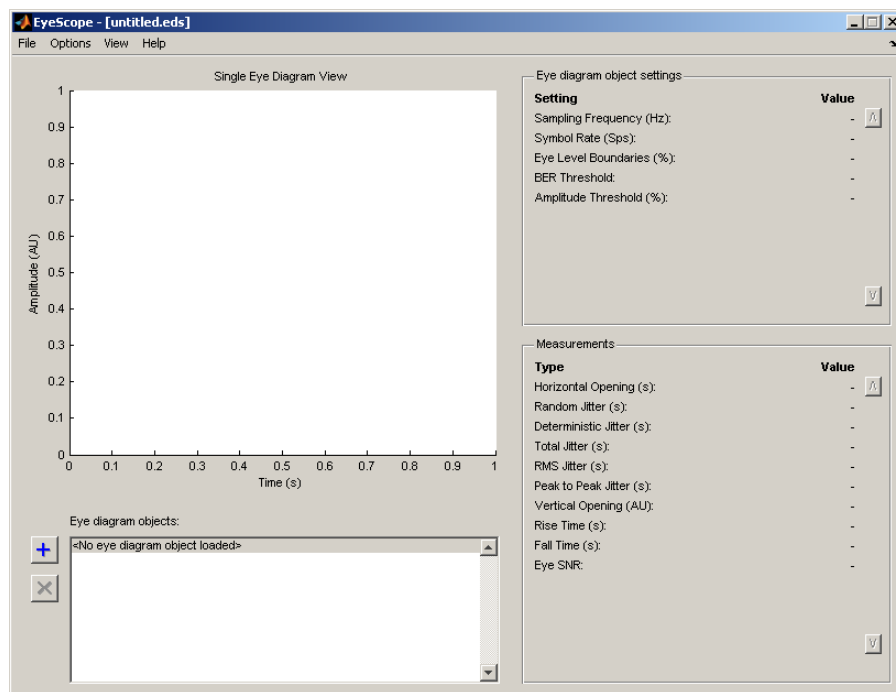 EyeScope - [untitled.eds]
File Options View Help
Single Eye Diagram View
1
0.9
0.8
0.7
0.6
0.5
0.4
0.3
0.2
0.1
0
Amplitude (AU)
0 0.1 0.2 0.3 0.4 0.5 0.6 0.7 0.8 0.9 1
Time (s)
Eye diagram objects:
<No eye diagram object loaded>
Eye diagram object settings
Setting Value
Sampling Frequency (Hz): -
Symbol Rate (Sps): -
Eye Level Boundaries (%): -
BER Threshold: -
Amplitude Threshold (%): -
Measurements
Type Value
Horizontal Opening (s): -
Random Jitter (s): -
Deterministic Jitter (s): -
Total Jitter (s): -
RMS Jitter (s): -
Peak to Peak Jitter (s): -
Vertical Opening (AU): -
Rise Time (s): -
Fall Time (s): -
Eye SNR: -